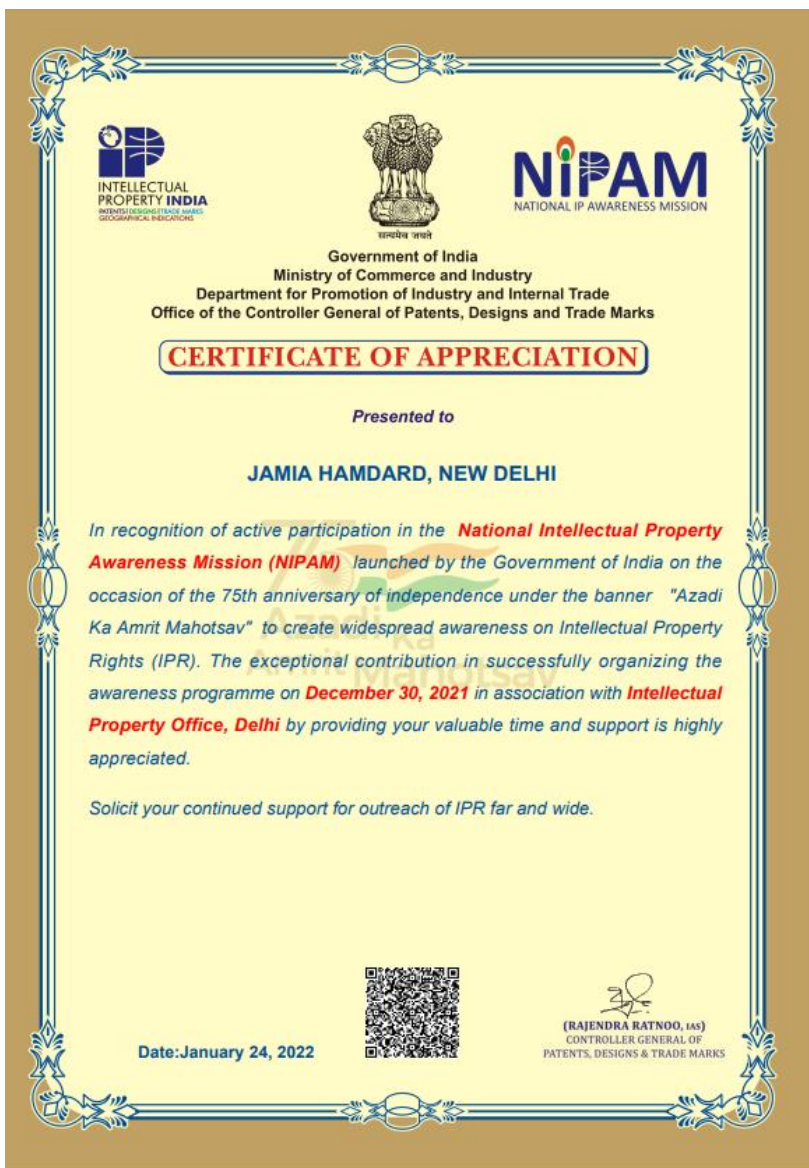 INTELLECTUAL
PROPERTY INDIA
PATENTS | DESIGNS | TRADE MARKS
GEOGRAPHICAL INDICATIONS
सत्यमेव जयते
NiPAM
NATIONAL IP AWARENESS MISSION
Government of India
Ministry of Commerce and Industry
Department for Promotion of Industry and Internal Trade
Office of the Controller General of Patents, Designs and Trade Marks
CERTIFICATE OF APPRECIATION
Presented to
JAMIA HAMDARD, NEW DELHI
In recognition of active participation in the National Intellectual Property
Awareness Mission (NIPAM) launched by the Government of India on the
occasion of the 75th anniversary of independence under the banner "Azadi
Ka Amrit Mahotsav" to create widespread awareness on Intellectual Property
Rights (IPR). The exceptional contribution in successfully organizing the
awareness programme on December 30, 2021 in association with Intellectual
Property Office, Delhi by providing your valuable time and support is highly
appreciated.
Solicit your continued support for outreach of IPR far and wide.
75
Azadi Ka
Amrit Mahotsav
Date:January 24, 2022
(RAJENDRA RATNOO, IAS)
CONTROLLER GENERAL OF
PATENTS, DESIGNS & TRADE MARKS